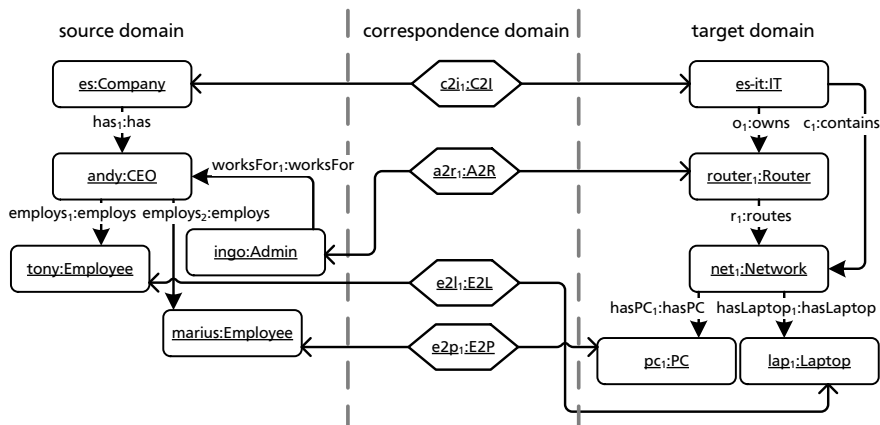 source domain
correspondence domain
target domain
es:Company
c2i₁:C2I
es-it:IT
has₁:has
o₁:owns
c₁:contains
andy:CEO
worksFor₁:worksFor
a2r₁:A2R
router₁:Router
employs₁:employs
employs₂:employs
r₁:routes
ingo:Admin
tony:Employee
e2l₁:E2L
net₁:Network
hasPC₁:hasPC
hasLaptop₁:hasLaptop
marius:Employee
e2p₁:E2P
pc₁:PC
lap₁:Laptop